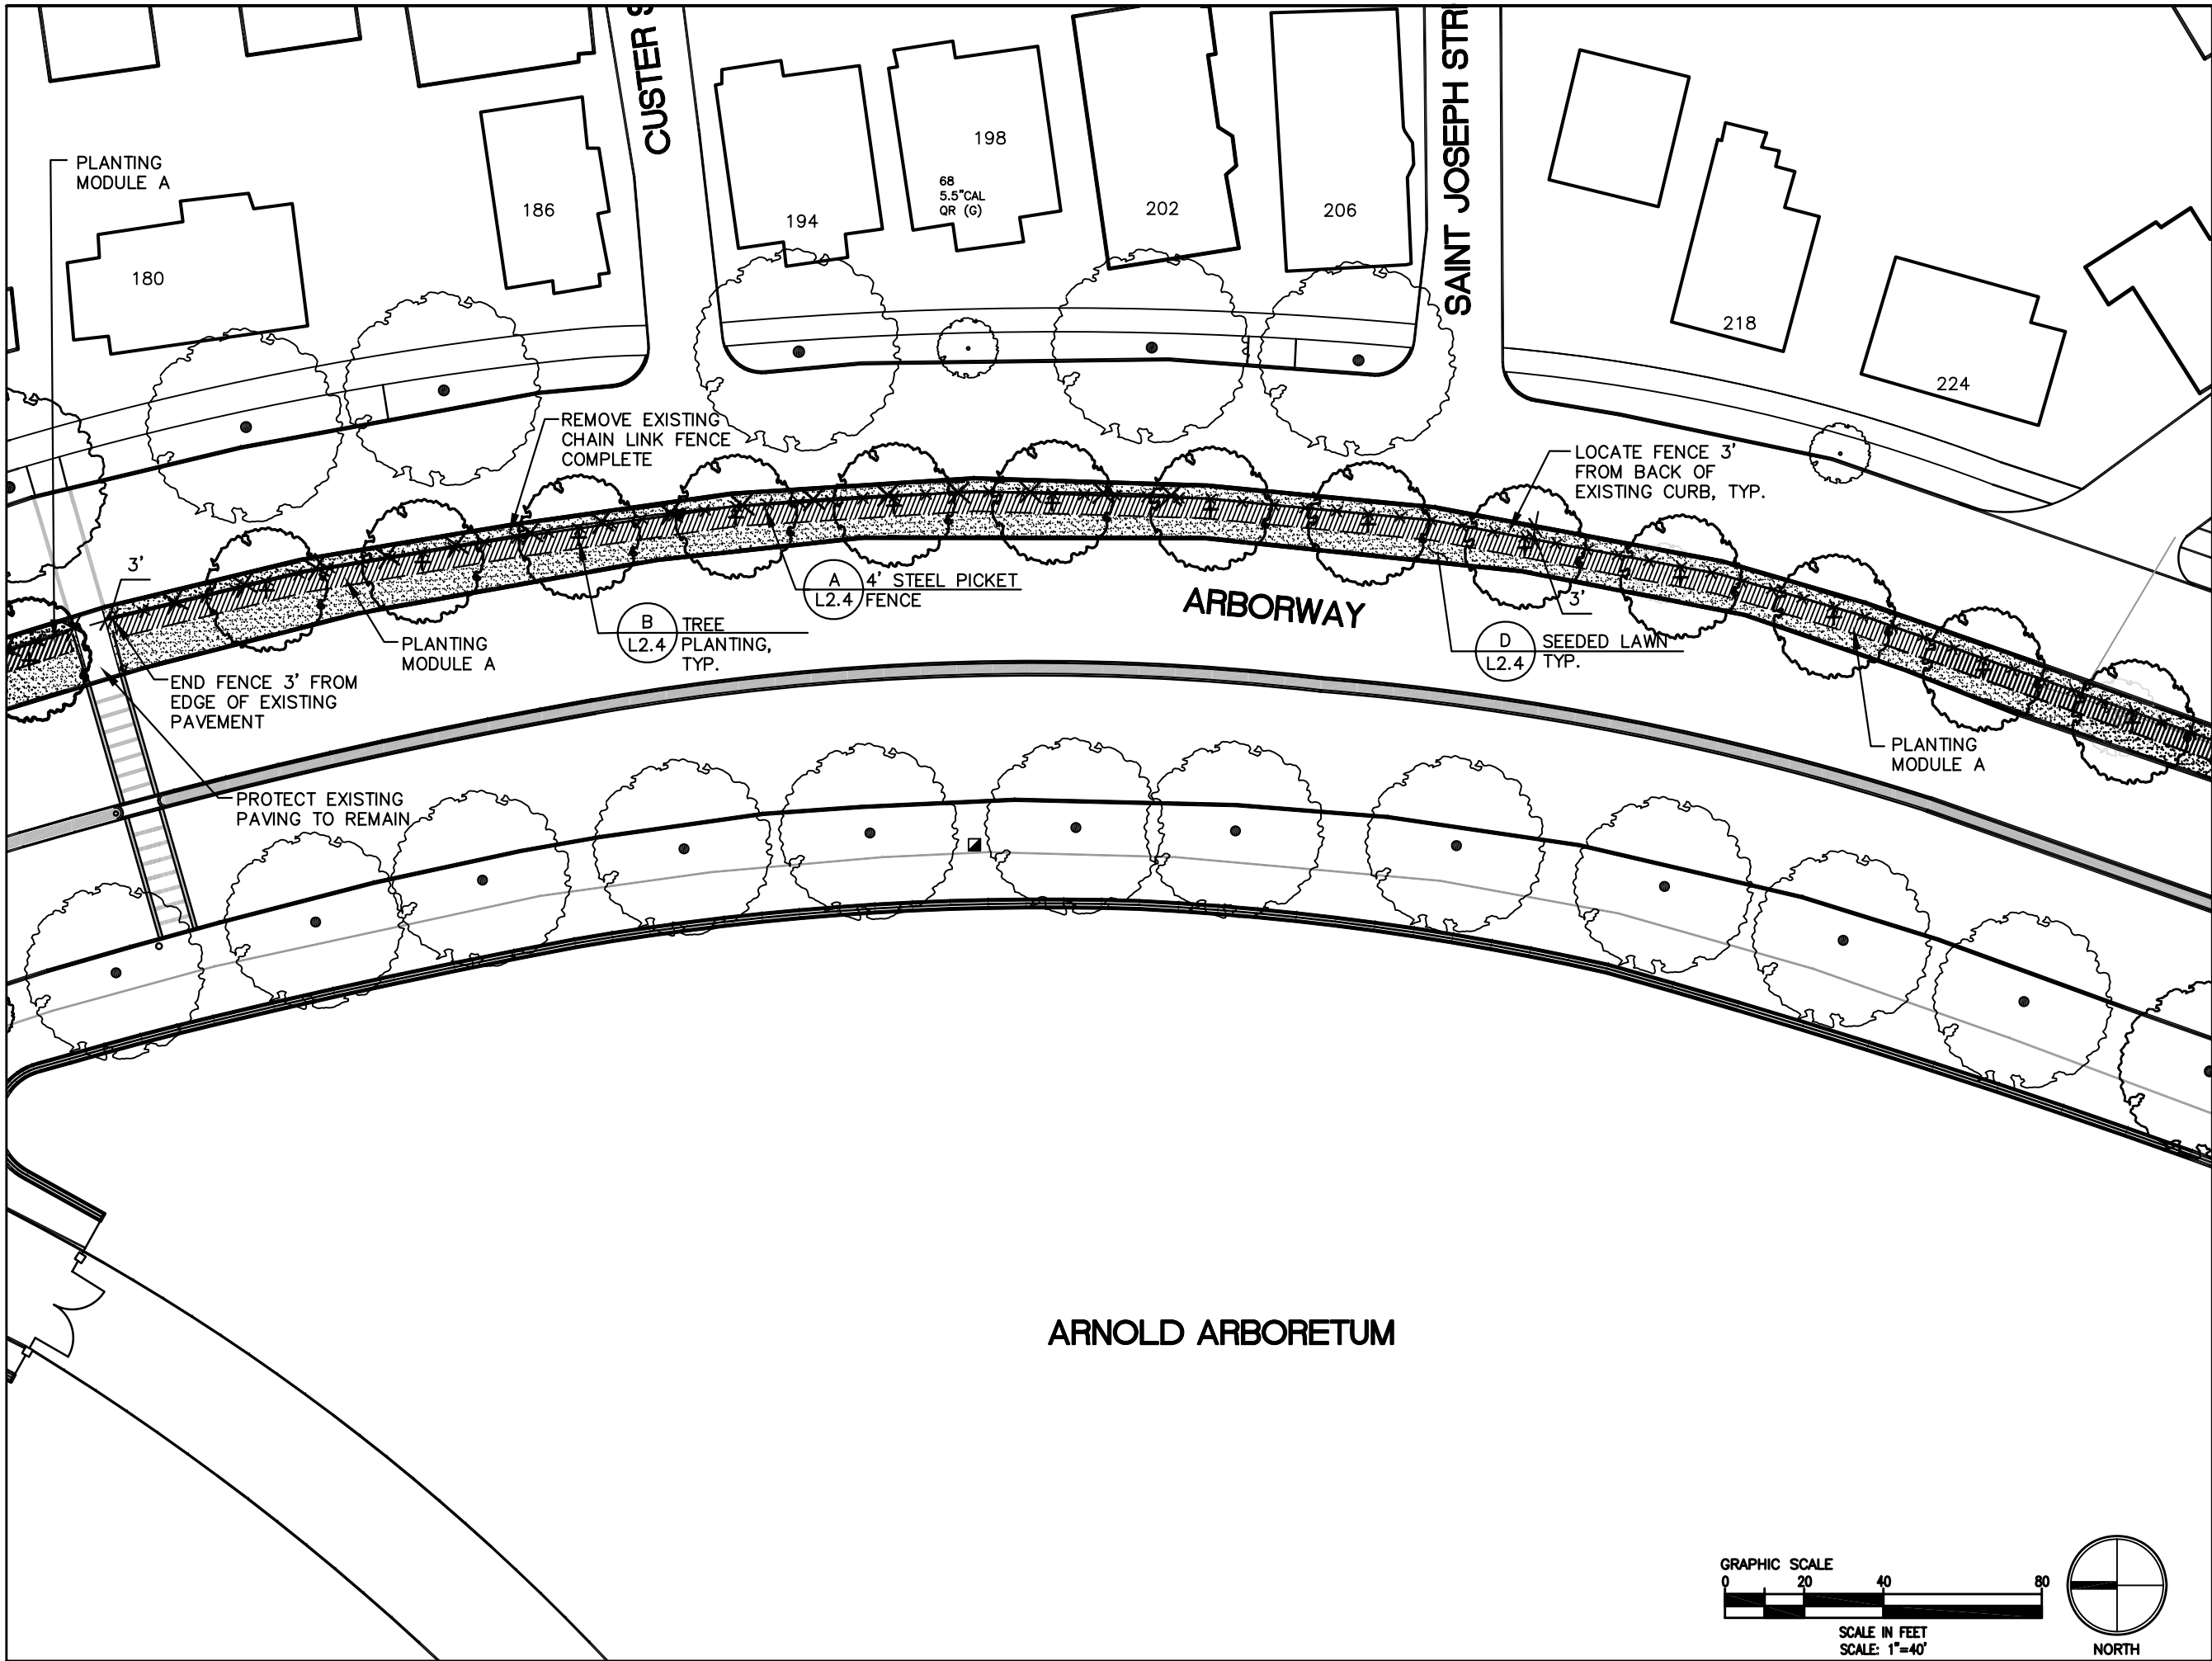 CUSTER S
SAINT JOSEPH STR
PLANTING
MODULE A
180
186
194
198
68
5.5"CAL
QR (G)
202
206
218
224
REMOVE EXISTING
CHAIN LINK FENCE
COMPLETE
LOCATE FENCE 3'
FROM BACK OF
EXISTING CURB, TYP.
3'
A
L2.4
4' STEEL PICKET
FENCE
B
L2.4
TREE
PLANTING,
TYP.
ARBORWAY
3'
D
L2.4
SEEDED LAWN
TYP.
PLANTING
MODULE A
END FENCE 3' FROM
EDGE OF EXISTING
PAVEMENT
PLANTING
MODULE A
PROTECT EXISTING
PAVING TO REMAIN
ARNOLD ARBORETUM
GRAPHIC SCALE
0 20 40 80
SCALE IN FEET
SCALE: 1"=40'
NORTH